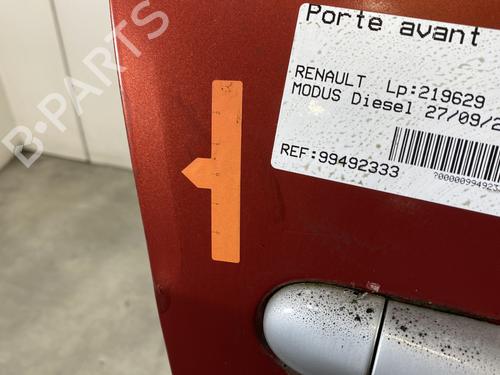 Porte avant
RENAULT Lp:219629
MODUS Diesel 27/09/2
REF:99492333
B-PARTS